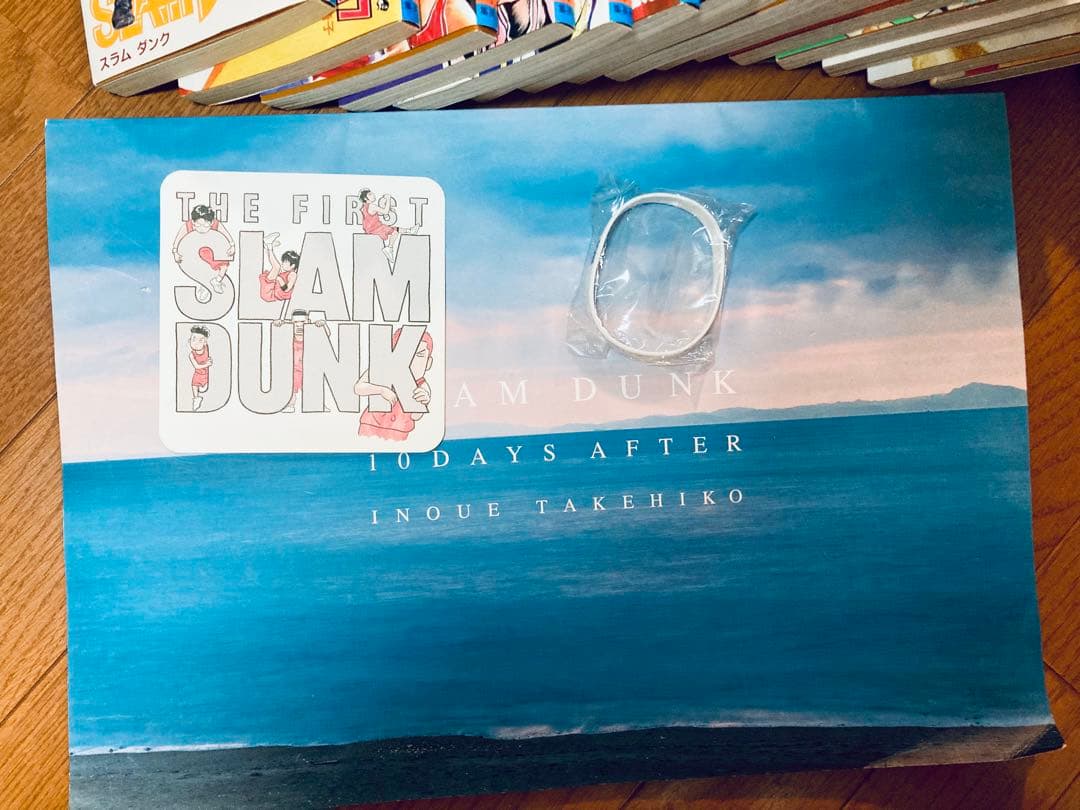 スラム ダンク
THE FIRST
SLAM
DUNK
AM DUNK
10DAYS AFTER
INOUE TAKEHIKO